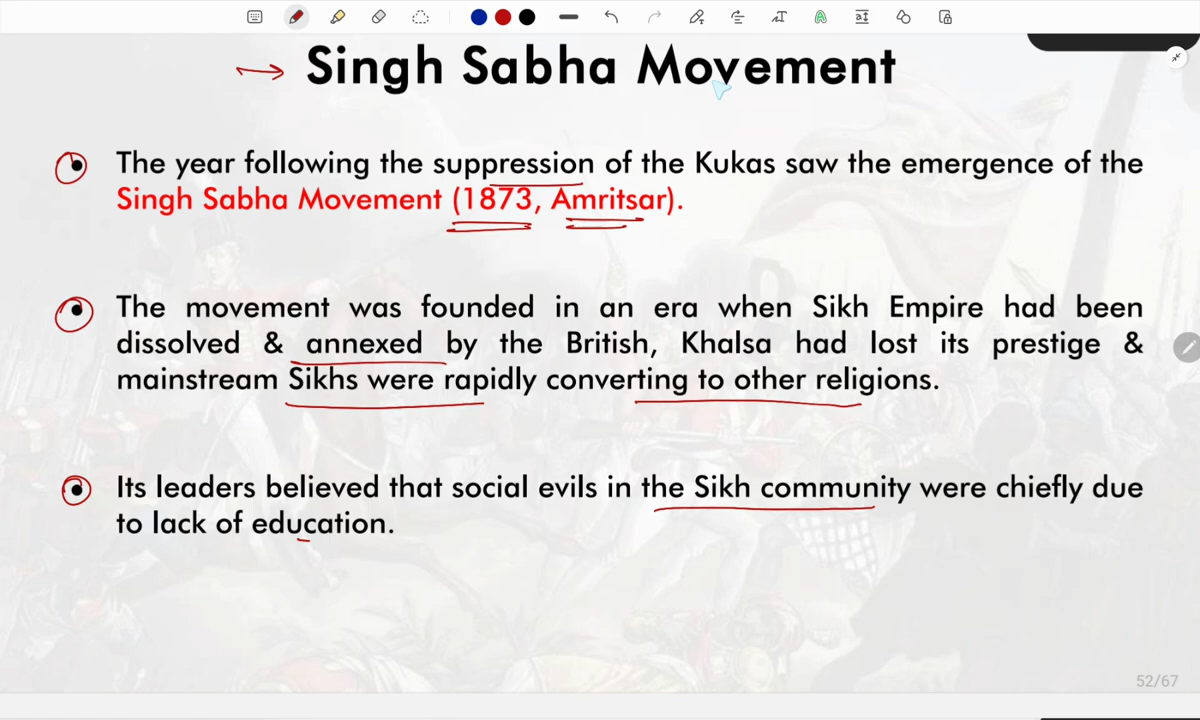 Singh Sabha Movement
The year following the suppression of the Kukas saw the emergence of the
Singh Sabha Movement (1873, Amritsar).
The movement was founded in an era when Sikh Empire had been
dissolved & annexed by the British, Khalsa had lost its prestige &
mainstream Sikhs were rapidly converting to other religions.
Its leaders believed that social evils in the Sikh community were chiefly due
to lack of education.
52/67